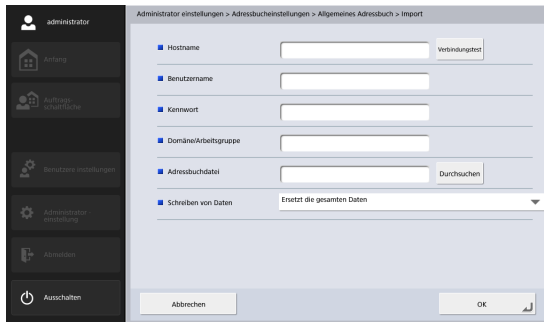 administrator
Anfang
Auftrags
schaltfläche
Benutzere instellungen
Administrator-
einstellung
Abmelden
Ausschalten
Administrator einstellungen > Adressbucheinstellungen > Allgemeines Adressbuch > Import
Hostname
Verbindungstest
Benutzername
Kennwort
Domäne/Arbeitsgruppe
Adressbuchdatei
Durchsuchen
Schreiben von Daten
Ersetzt die gesamten Daten
Abbrechen
OK